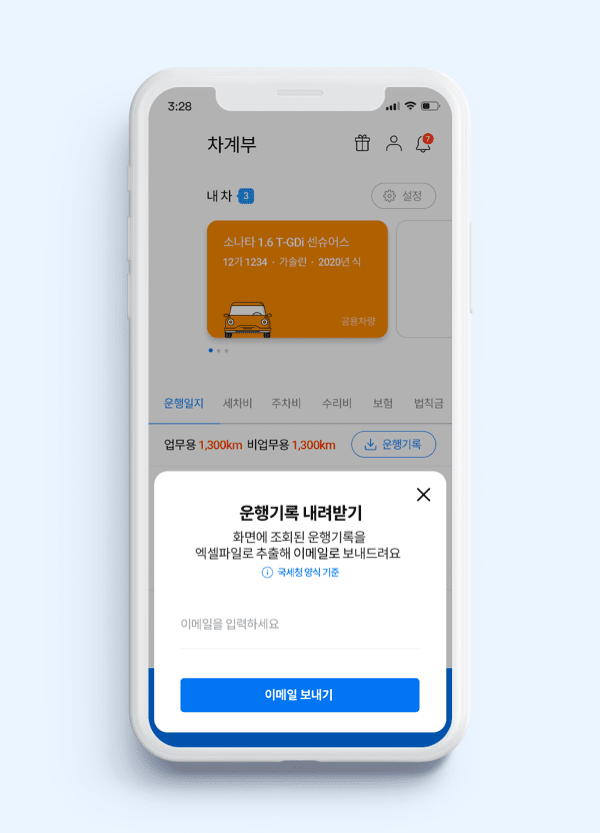 3:28
차계부
7
내 차 3
설정
소나타 1.6 T-GDi 센슈어스
12가 1234 · 가솔린 · 2020년 식
공용차량
운행일지 세차비 주차비 수리비 보험 법칙금
업무용 1,300km 비업무용 1,300km 운행기록
운행기록 내려받기
화면에 조회된 운행기록을
엑셀파일로 추출해 이메일로 보내드려요
국세청 양식 기준
이메일을 입력하세요
이메일 보내기